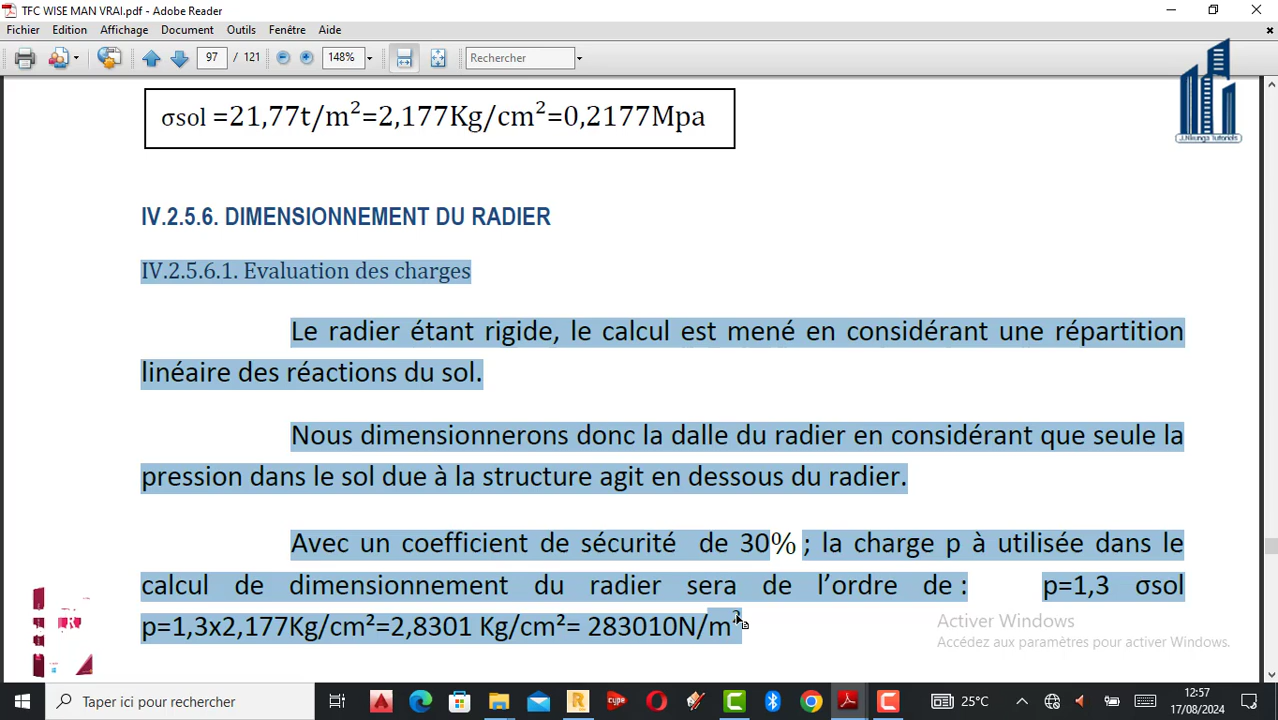 TFC WISE MAN VRAI.pdf - Adobe Reader
Fichier Edition Affichage Document Outils Fenêtre Aide
97 / 121 148% Rechercher
σsol =21,77t/m²=2,177Kg/cm²=0,2177Mpa
J.Nkunga Tutoriels
IV.2.5.6. DIMENSIONNEMENT DU RADIER
IV.2.5.6.1. Evaluation des charges
Le radier étant rigide, le calcul est mené en considérant une répartition
linéaire des réactions du sol.
Nous dimensionnerons donc la dalle du radier en considérant que seule la
pression dans le sol due à la structure agit en dessous du radier.
Avec un coefficient de sécurité de 30% ; la charge p à utilisée dans le
calcul de dimensionnement du radier sera de l’ordre de : p=1,3 σsol
p=1,3x2,177Kg/cm²=2,8301 Kg/cm²= 283010N/m²
Activer Windows
Accédez aux paramètres pour activer Windows.
Taper ici pour rechercher
25°C
12:57
17/08/2024